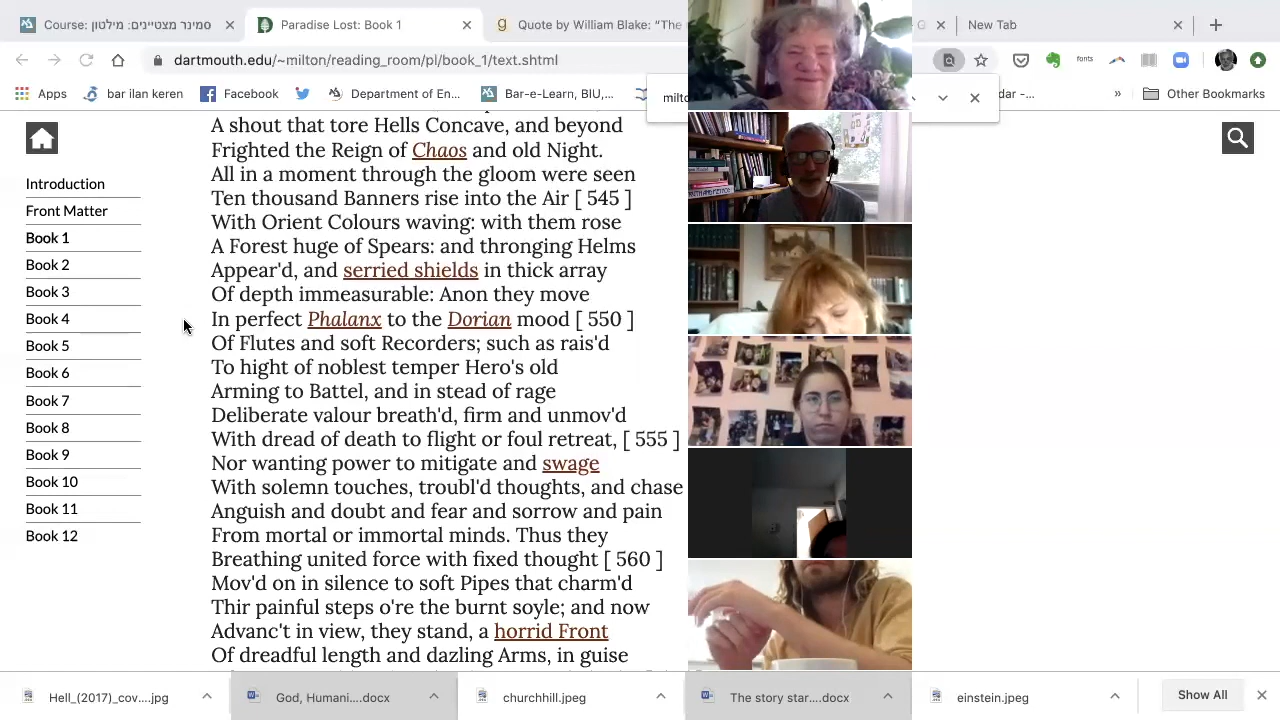 Course: סמינר מצטיינים: מילטון
Paradise Lost: Book 1
Quote by William Blake: “The
New Tab
dartmouth.edu/~milton/reading_room/pl/book_1/text.shtml
fonts
Apps
bar ilan keren
Facebook
Department of En...
Bar-e-Learn, BIU,...
dar -...
»
Other Bookmarks
Introduction
Front Matter
Book 1
Book 2
Book 3
Book 4
Book 5
Book 6
Book 7
Book 8
Book 9
Book 10
Book 11
Book 12
A shout that tore Hells Concave, and beyond
Frighted the Reign of Chaos and old Night.
All in a moment through the gloom were seen
Ten thousand Banners rise into the Air [ 545 ]
With Orient Colours waving: with them rose
A Forest huge of Spears: and thronging Helms
Appear'd, and serried shields in thick array
Of depth immeasurable: Anon they move
In perfect Phalanx to the Dorian mood [ 550 ]
Of Flutes and soft Recorders; such as rais'd
To hight of noblest temper Hero's old
Arming to Battel, and in stead of rage
Deliberate valour breath'd, firm and unmov'd
With dread of death to flight or foul retreat, [ 555 ]
Nor wanting power to mitigate and swage
With solemn touches, troubl'd thoughts, and chase
Anguish and doubt and fear and sorrow and pain
From mortal or immortal minds. Thus they
Breathing united force with fixed thought [ 560 ]
Mov'd on in silence to soft Pipes that charm'd
Thir painful steps o're the burnt soyle; and now
Advanc't in view, they stand, a horrid Front
Of dreadful length and dazling Arms, in guise
Hell_(2017)_cov....jpg
God, Humani....docx
churchhill.jpeg
The story star....docx
einstein.jpeg
Show All